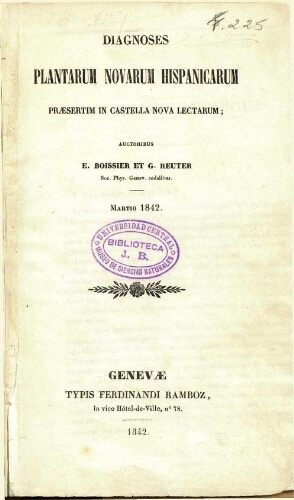 F. 225
DIAGNOSES
PLANTARUM NOVARUM HISPANICARUM
PRÆSERTIM IN CASTELLA NOVA LECTARUM;
AUCTORIBUS
E. BOISSIER ET G. REUTER
Soc. Phys. Genev. sodalibus.
MARTIO 1842.
UNIVERSIDAD CENTRAL
BIBLIOTECA
J. B.
MUSEO DE CIENCIAS NATURALES
GENEVÆ
TYPIS FERDINANDI RAMBOZ,
In vico Hôtel-de-Ville, nº 78.
1842.